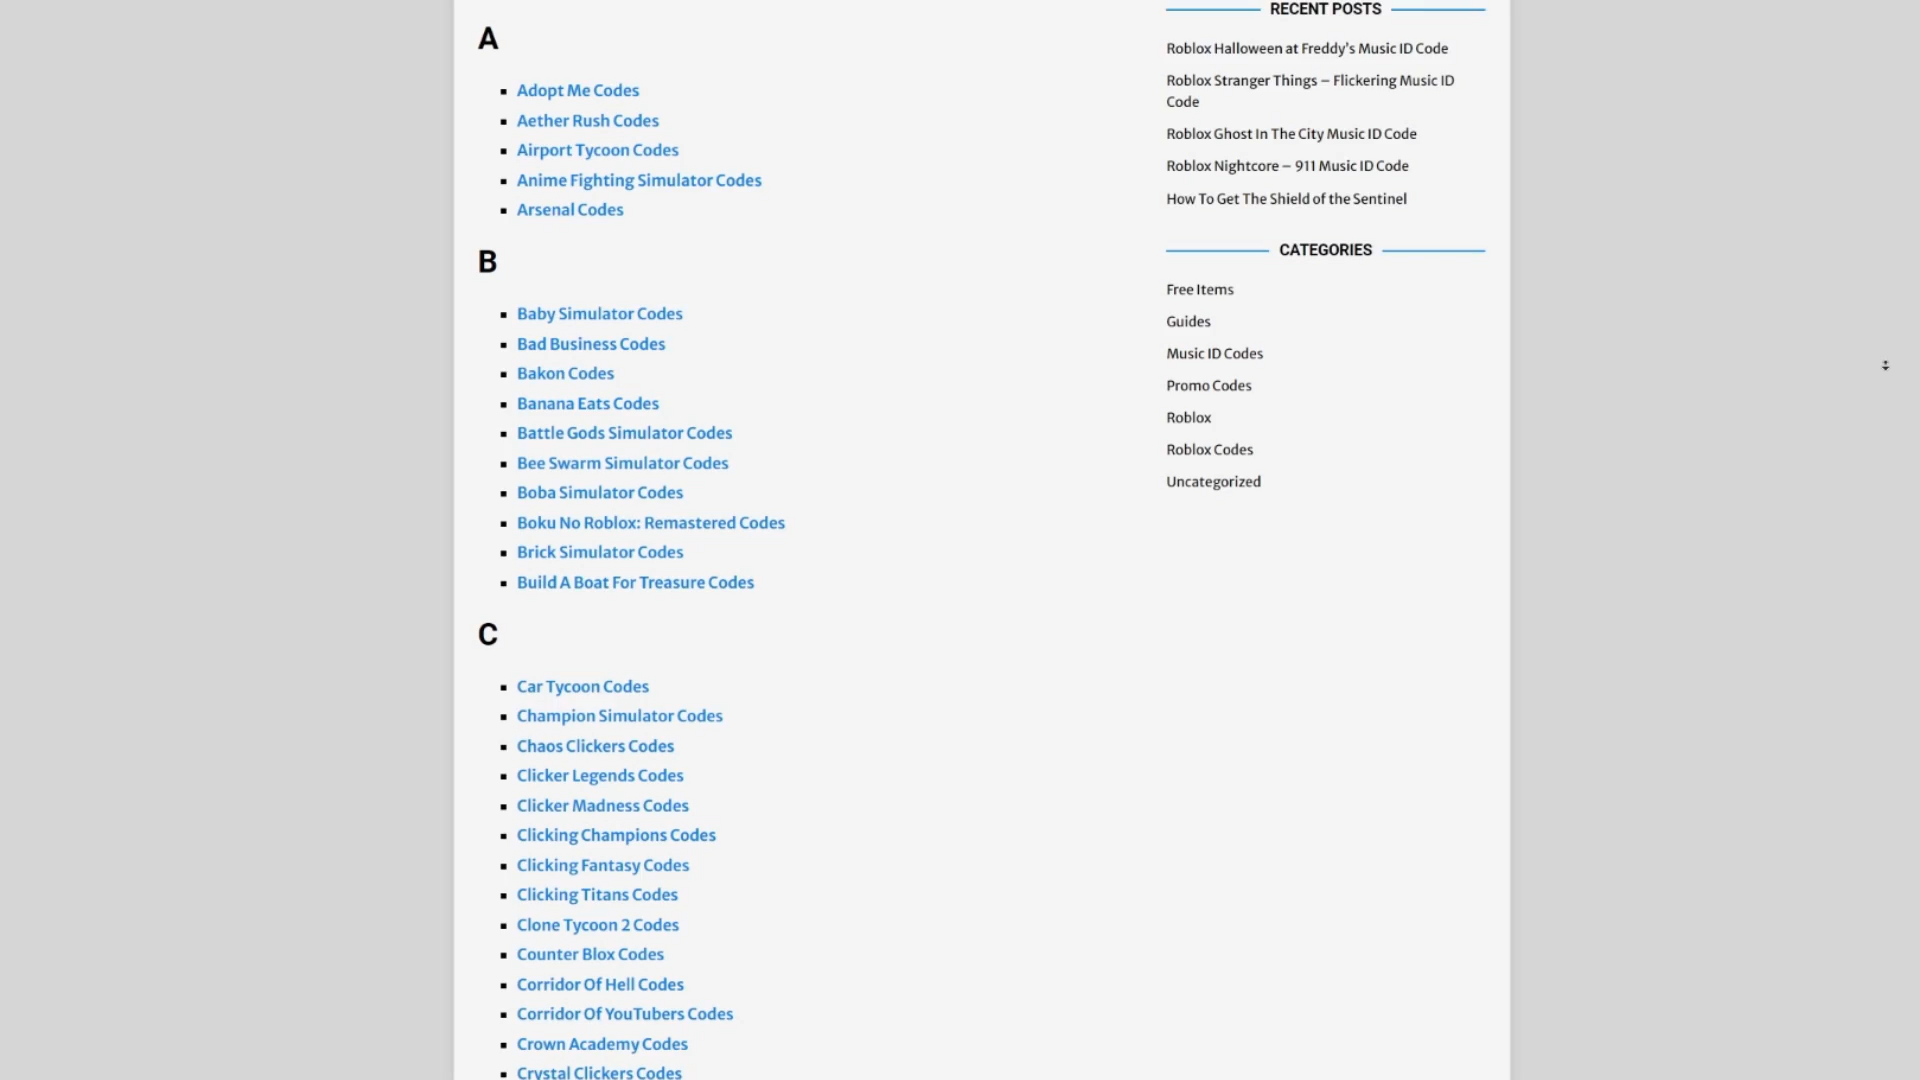 A
Adopt Me Codes
Aether Rush Codes
Airport Tycoon Codes
Anime Fighting Simulator Codes
Arsenal Codes
B
Baby Simulator Codes
Bad Business Codes
Bakon Codes
Banana Eats Codes
Battle Gods Simulator Codes
Bee Swarm Simulator Codes
Boba Simulator Codes
Boku No Roblox: Remastered Codes
Brick Simulator Codes
Build A Boat For Treasure Codes
C
Car Tycoon Codes
Champion Simulator Codes
Chaos Clickers Codes
Clicker Legends Codes
Clicker Madness Codes
Clicking Champions Codes
Clicking Fantasy Codes
Clicking Titans Codes
Clone Tycoon 2 Codes
Counter Blox Codes
Corridor Of Hell Codes
Corridor Of YouTubers Codes
Crown Academy Codes
Crystal Clickers Codes
RECENT POSTS
Roblox Halloween at Freddy’s Music ID Code
Roblox Stranger Things – Flickering Music ID
Code
Roblox Ghost In The City Music ID Code
Roblox Nightcore – 911 Music ID Code
How To Get The Shield of the Sentinel
CATEGORIES
Free Items
Guides
Music ID Codes
Promo Codes
Roblox
Roblox Codes
Uncategorized